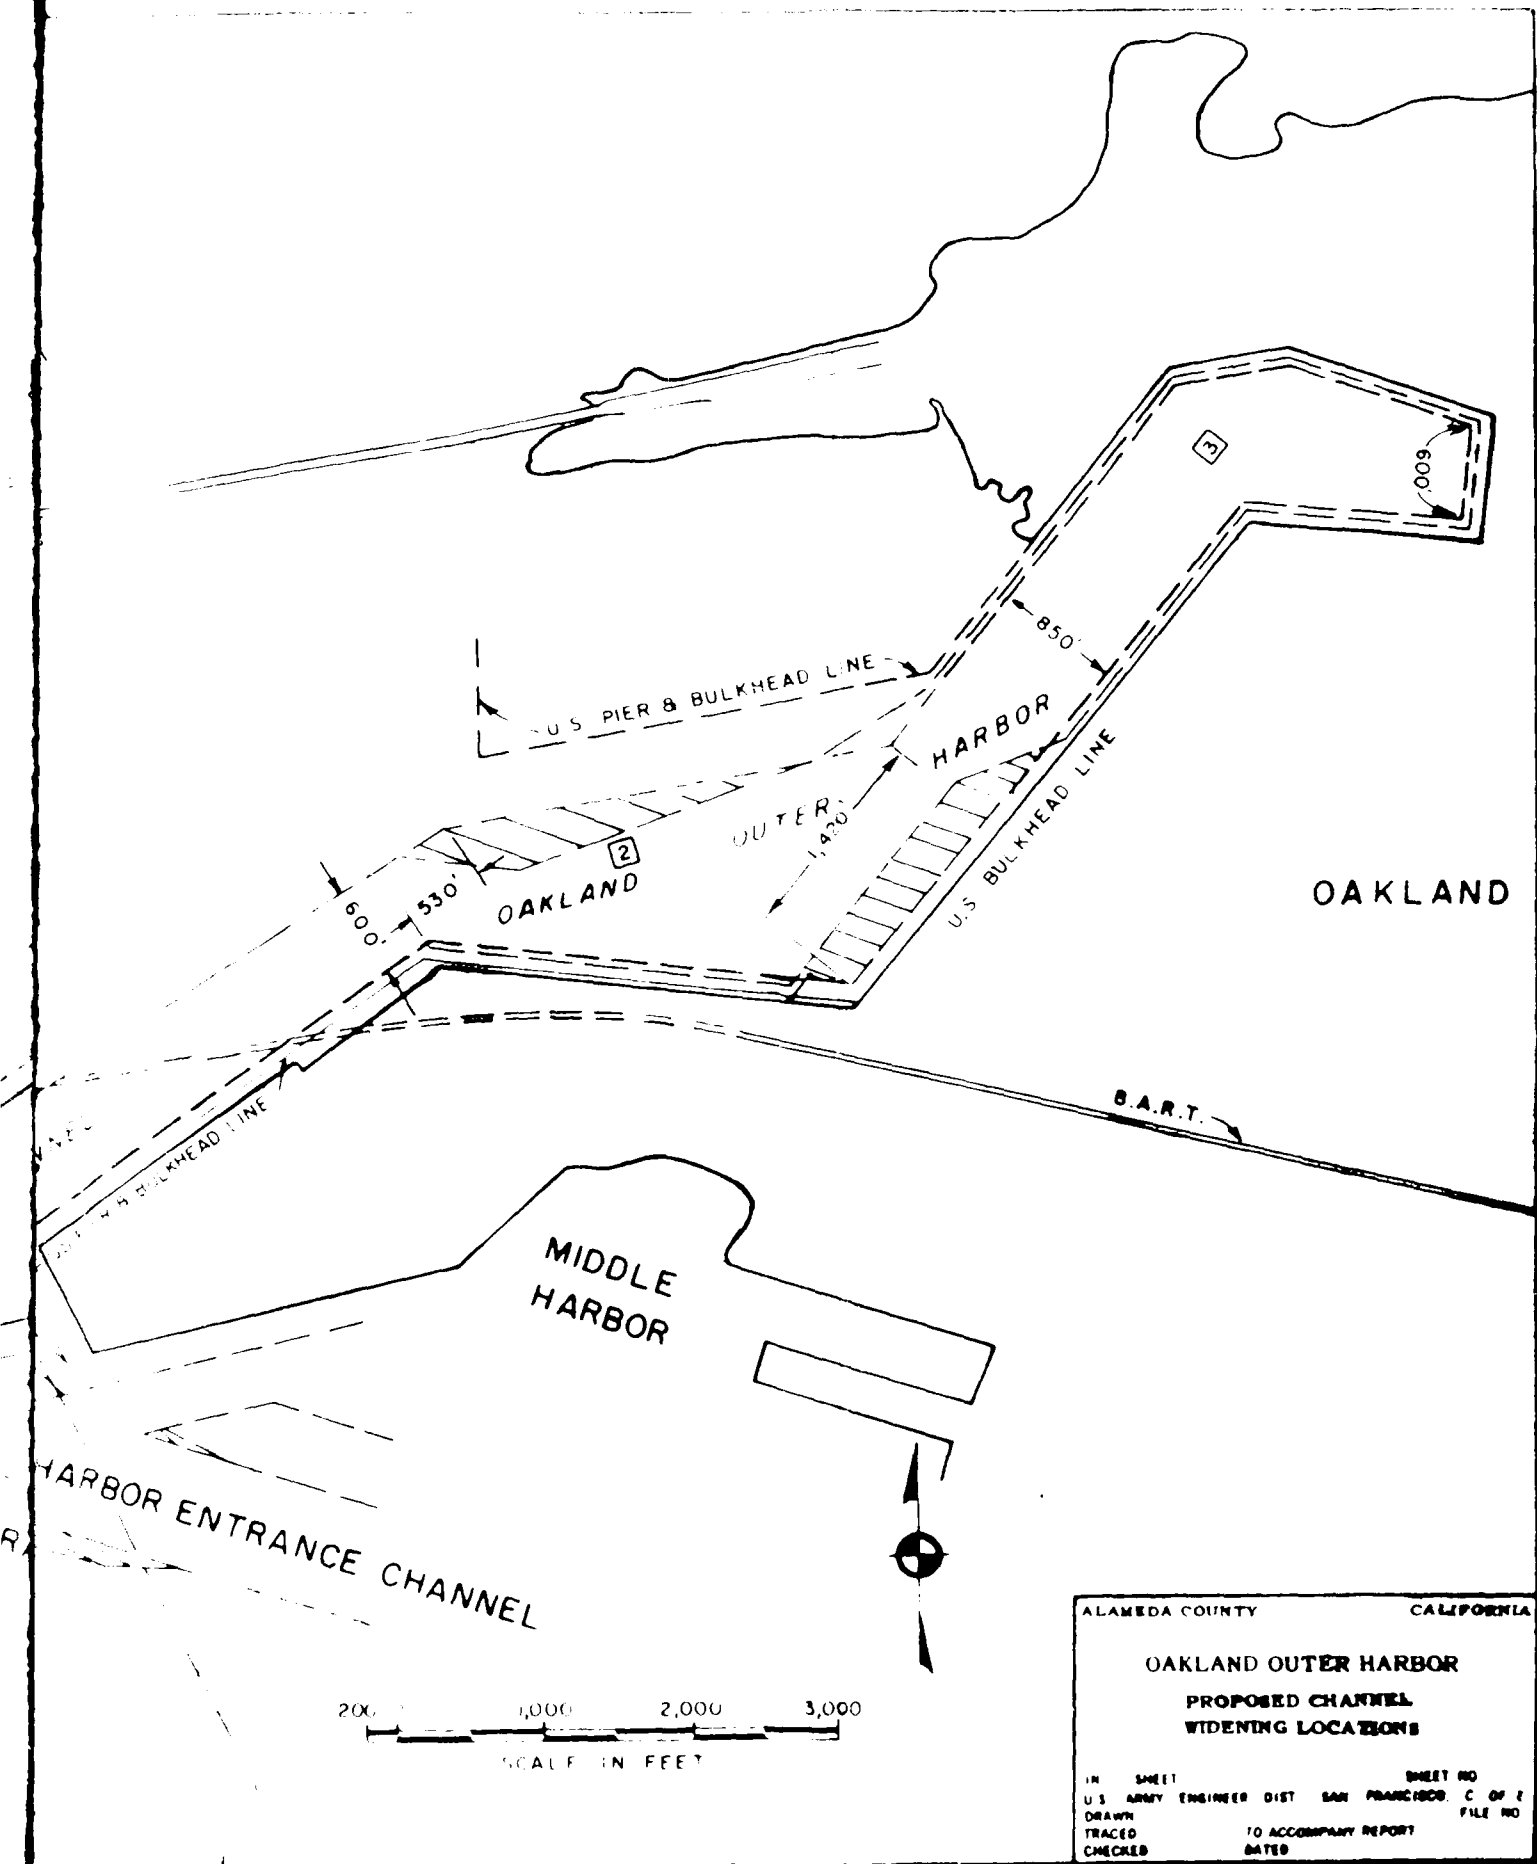 3
600'
850'
U.S. PIER & BULKHEAD LINE
HARBOR
OUTER
1,420'
U.S. BULKHEAD LINE
2
530'
600'
OAKLAND
OAKLAND
B.A.R.T.
& BULKHEAD LINE
MIDDLE
HARBOR
HARBOR ENTRANCE CHANNEL
200 1,000 2,000 3,000
SCALE IN FEET
ALAMEDA COUNTY CALIFORNIA
OAKLAND OUTER HARBOR
PROPOSED CHANNEL
WIDENING LOCATIONS
IN SHEET SHEET NO
U S ARMY ENGINEER DIST SAN FRANCISCO, C OF E
DRAWN FILE NO
TRACED TO ACCOMPANY REPORT
CHECKED DATED